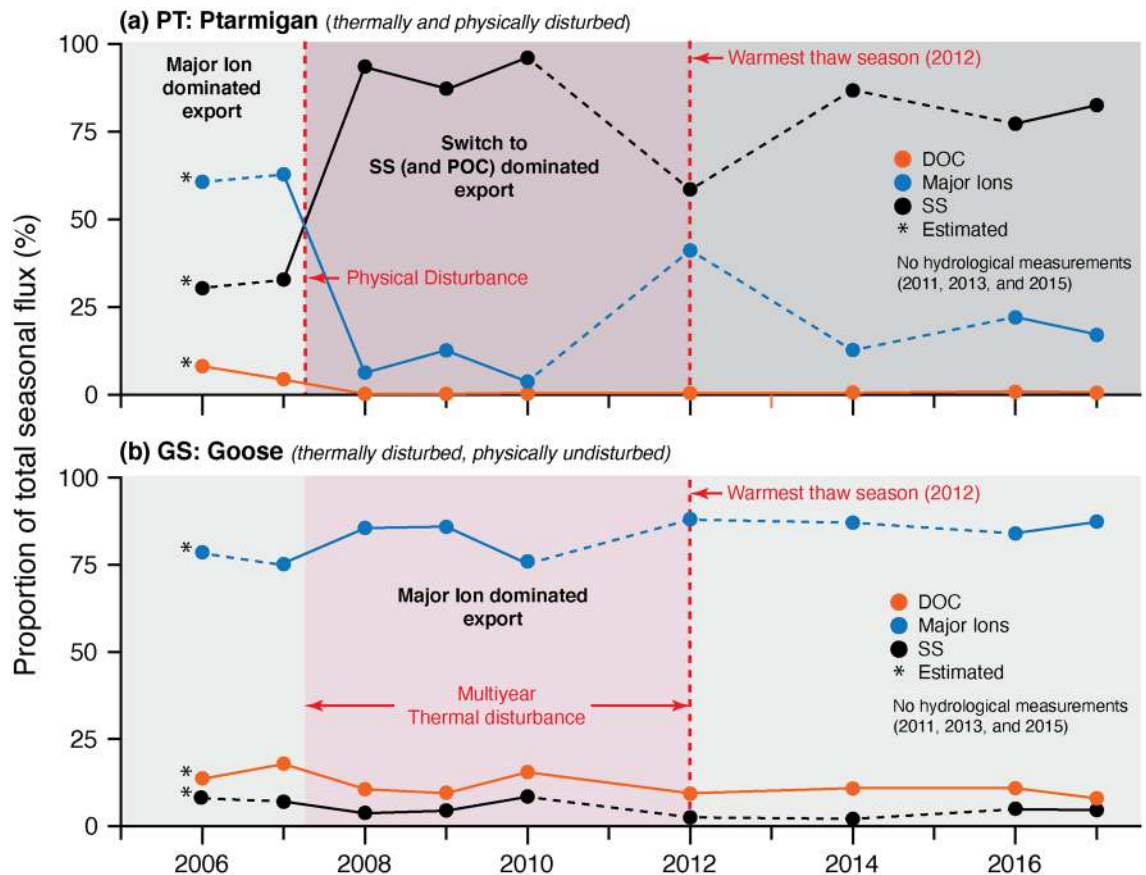 (a) PT: Ptarmigan (thermally and physically disturbed)
100
75
50
25
0
Major Ion
dominated
export
Warmest thaw season (2012)
Switch to
SS (and POC) dominated
export
Physical Disturbance
DOC
Major Ions
SS
* Estimated
No hydrological measurements
(2011, 2013, and 2015)
*
*
*
Proportion of total seasonal flux (%)
(b) GS: Goose (thermally disturbed, physically undisturbed)
100
75
50
25
0
Warmest thaw season (2012)
Major Ion dominated
export
Multiyear
Thermal disturbance
DOC
Major Ions
SS
* Estimated
No hydrological measurements
(2011, 2013, and 2015)
*
*
*
2006 2008 2010 2012 2014 2016